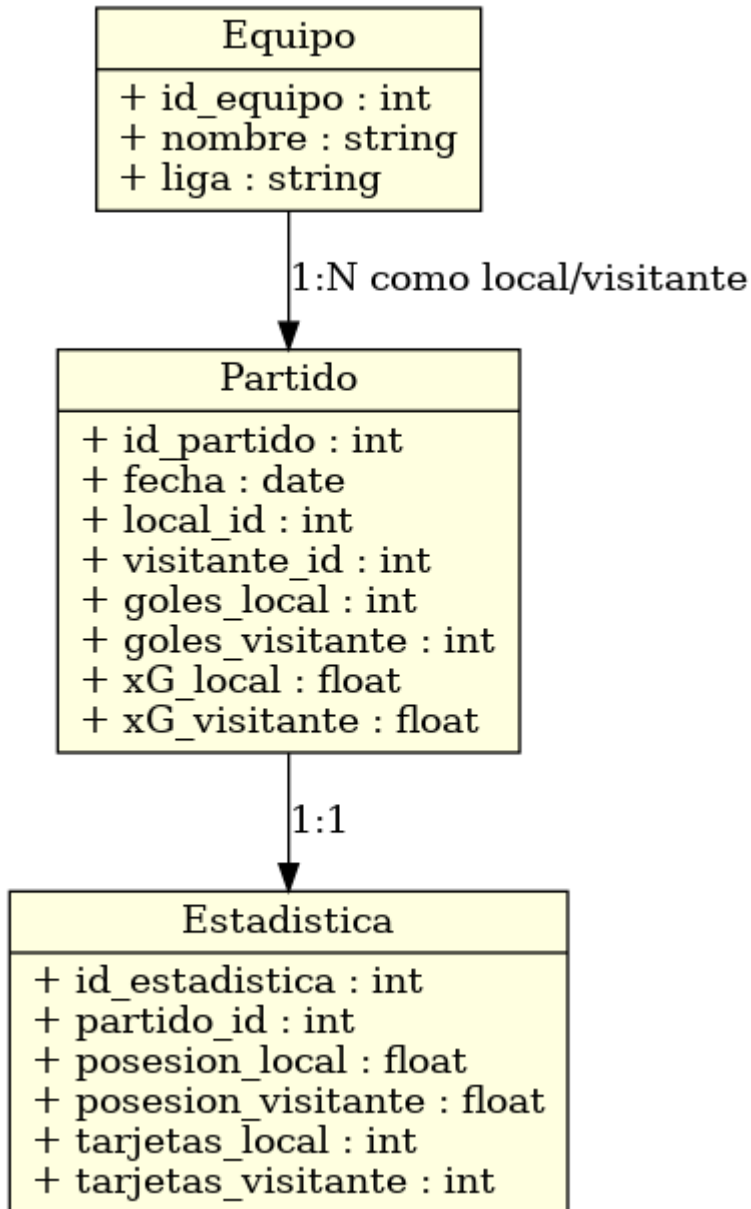 Equipo
+ id_equipo : int
+ nombre : string
+ liga : string
1:N como local/visitante
Partido
+ id_partido : int
+ fecha : date
+ local_id : int
+ visitante_id : int
+ goles_local : int
+ goles_visitante : int
+ xG_local : float
+ xG_visitante : float
1:1
Estadistica
+ id_estadistica : int
+ partido_id : int
+ posesion_local : float
+ posesion_visitante : float
+ tarjetas_local : int
+ tarjetas_visitante : int